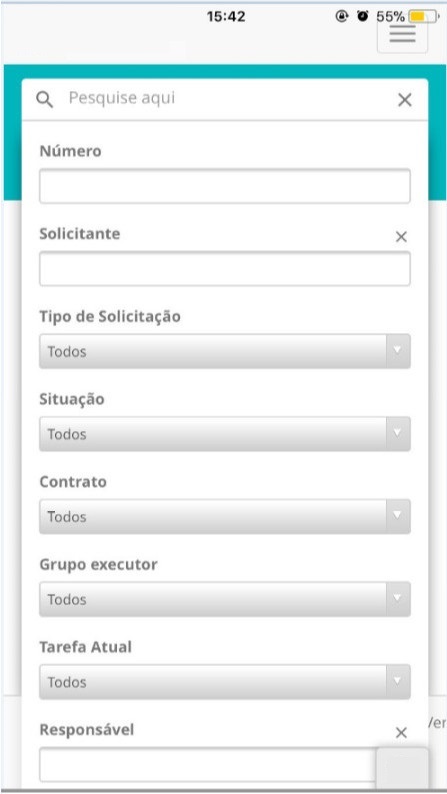 15:42
55%
Pesquise aqui
Número
Solicitante
Tipo de Solicitação
Todos
Situação
Todos
Contrato
Todos
Grupo executor
Todos
Tarefa Atual
Todos
Responsável